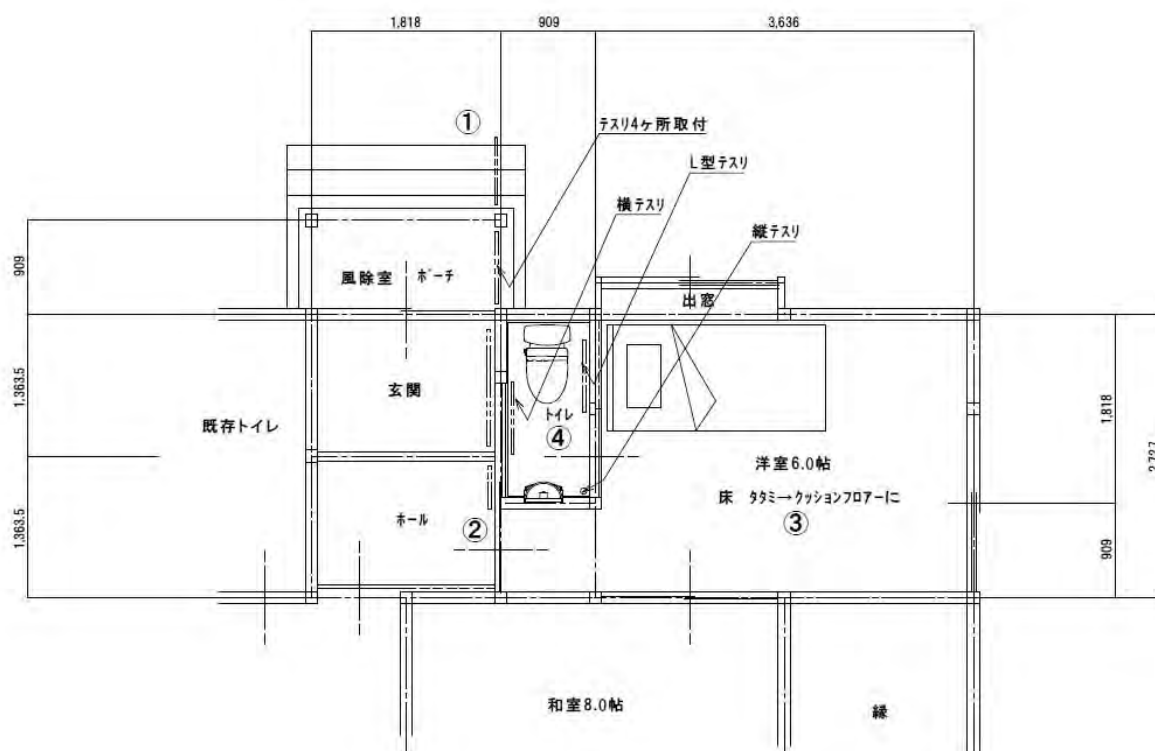 1,818
909
3,636
①
テスリ4ヶ所取付
L型テスリ
横テスリ
縦テスリ
909
風除室 ポーチ
出窓
1,363.5
玄関
1,818
既存トイレ
トイレ
④
洋室6.0帖
2,727
床 タタミ→クッションフロアーに
③
1,363.5
ホール
②
909
和室8.0帖
縁